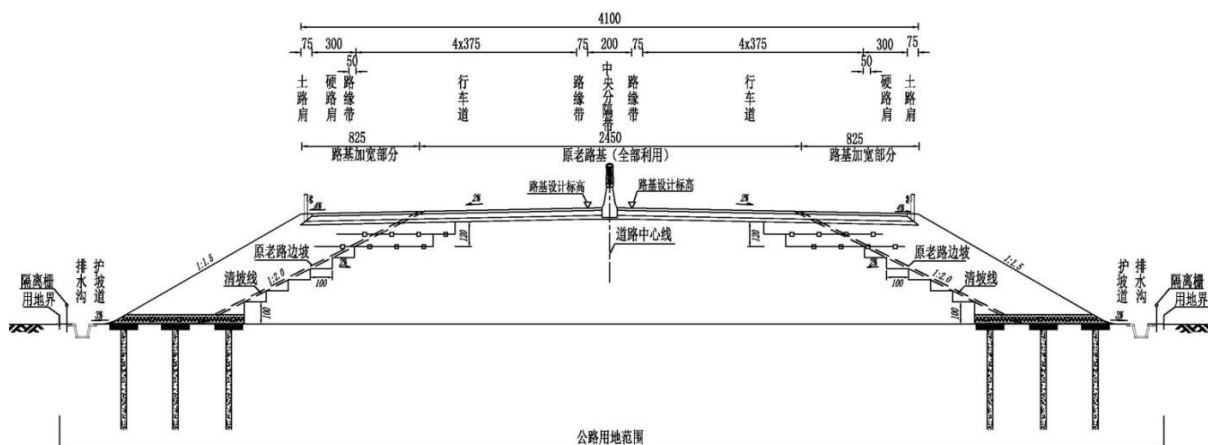 4100
75 300 4x375 75 200 75 4x375 300 75
50 50
土路肩
硬路肩
路缘带
行车道
路缘带
中央分隔带
路缘带
行车道
硬路肩
土路肩
825 2450 825
路基加宽部分 原老路基（全部利用） 路基加宽部分
路基设计标高 路基设计标高
4% 2% 2% 4%
120 道路中心线 120
1:1.5 原老路边坡 原老路边坡 1:1.5
1:2.0 清坡线 2% 2% 1:2.0 清坡线
100 100
100 100
隔离栅
用地界
排水沟
护坡道
3%
护坡道
排水沟
隔离栅
用地界
3%
公路用地范围